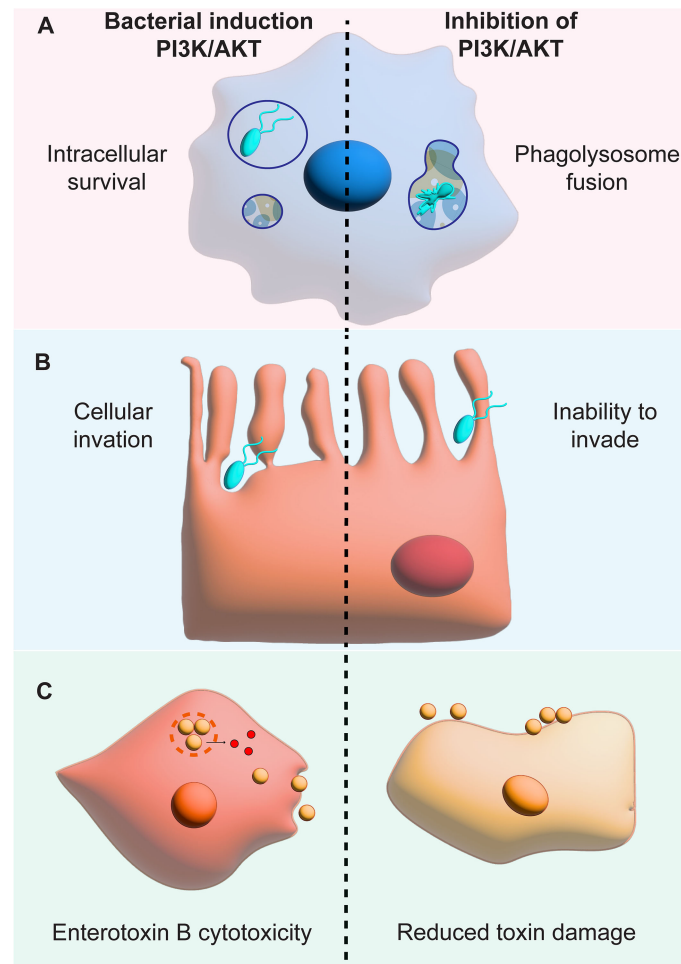 A
Bacterial induction
PI3K/AKT
Inhibition of
PI3K/AKT
Intracellular
survival
Phagolysosome
fusion
B
Cellular
invation
Inability to
invade
C
Enterotoxin B cytotoxicity
Reduced toxin damage